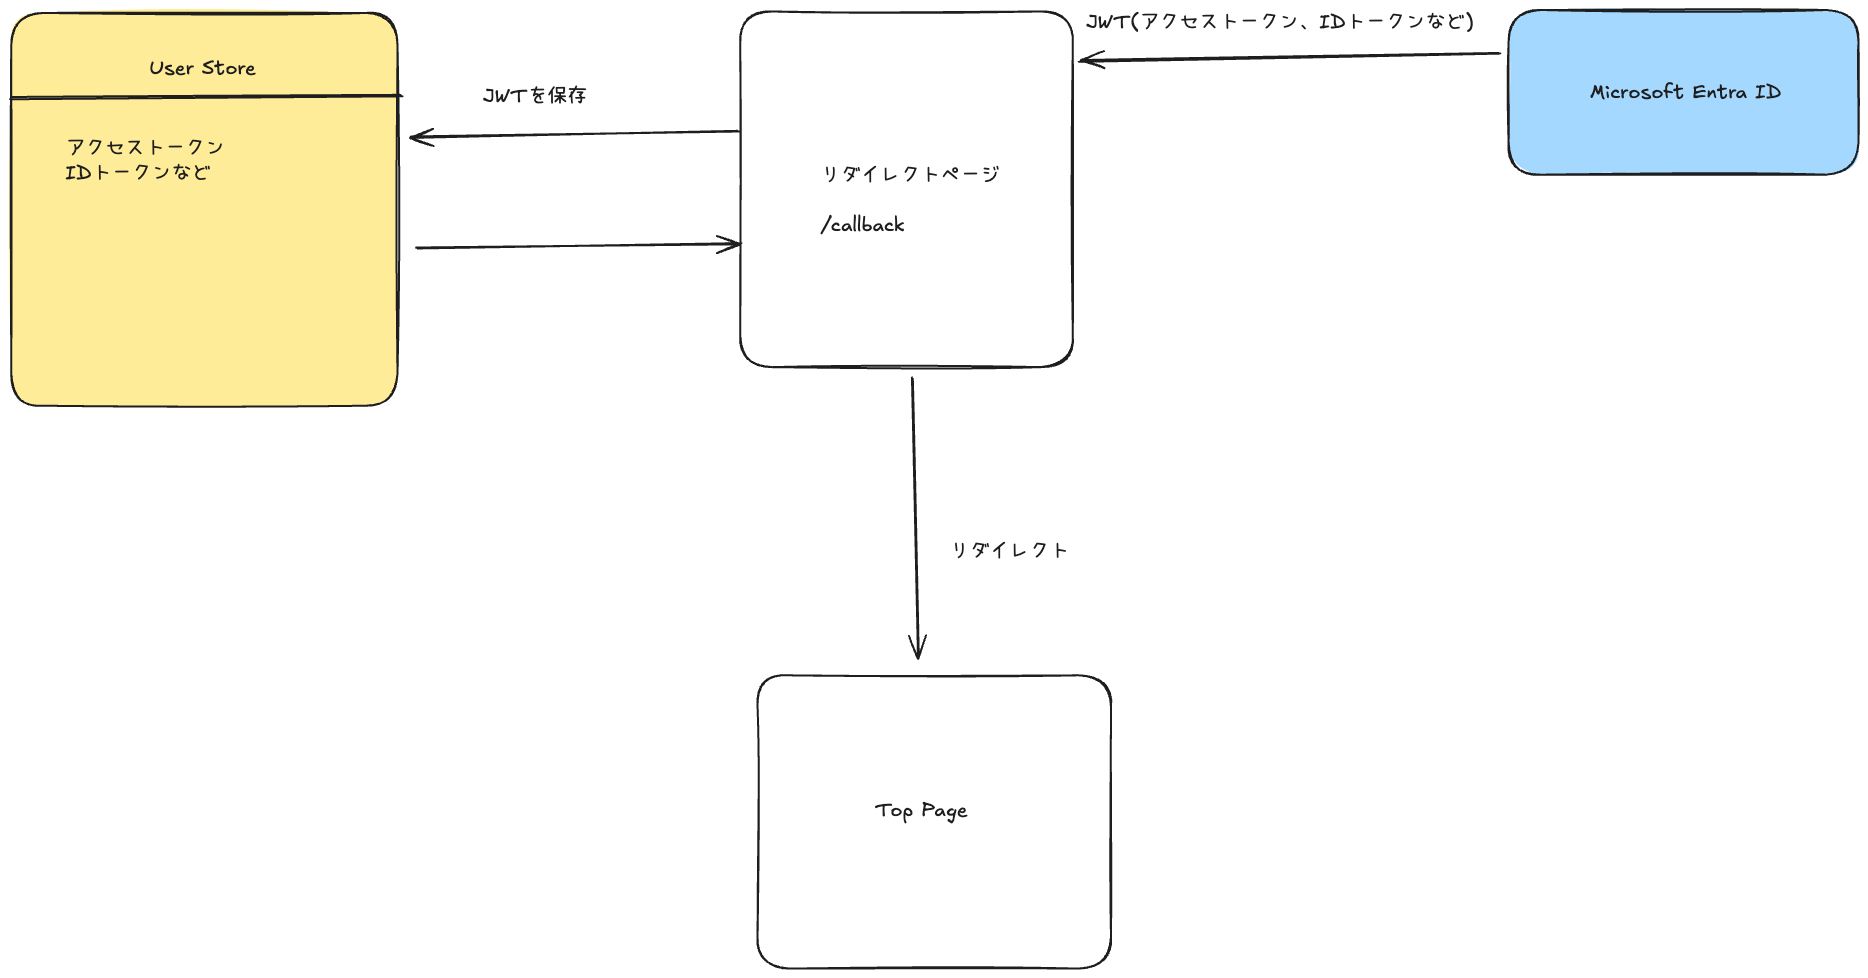 User Store
アクセストークン
IDトークンなど
JWTを保存
リダイレクトページ
/callback
JWT(アクセストークン、IDトークンなど)
Microsoft Entra ID
リダイレクト
Top Page